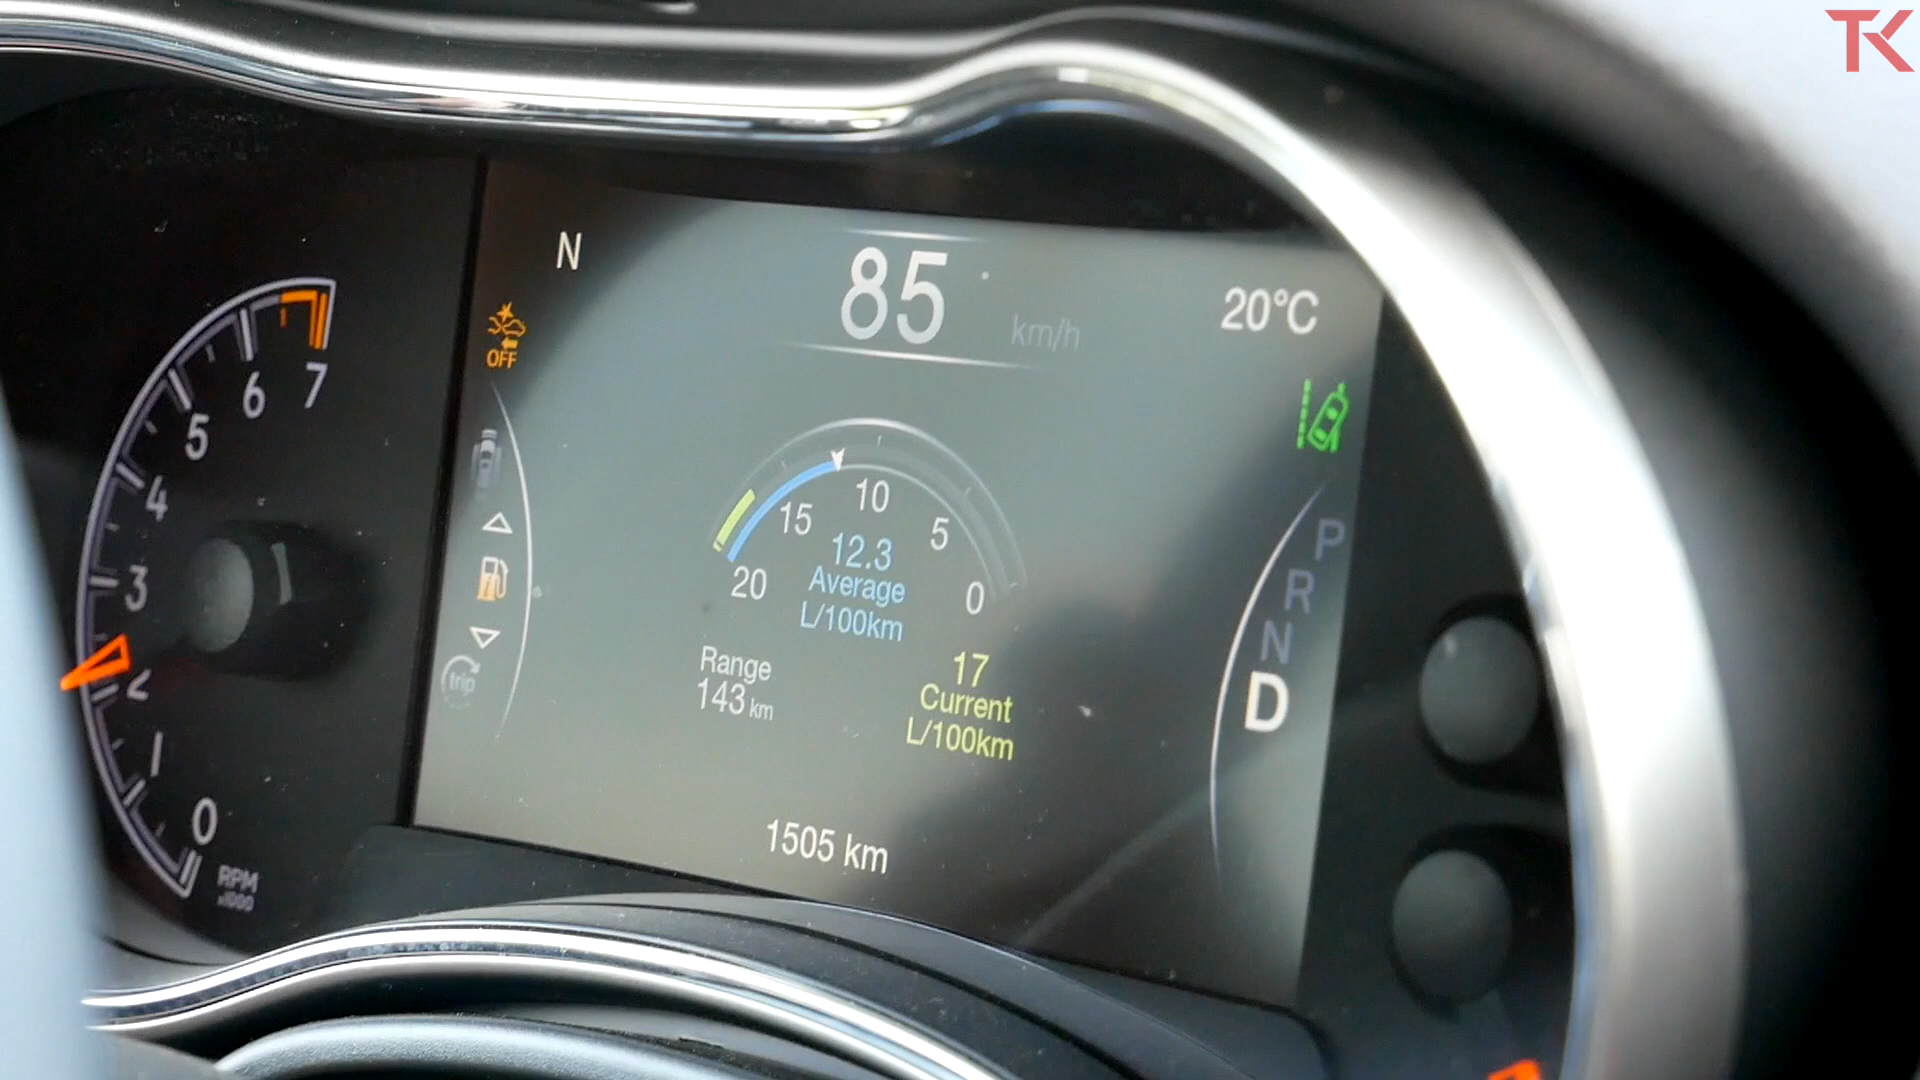 TK
N
85 km/h
20°C
OFF
7
6
5
4
3
2
1
0
RPM
x1000
10
15
5
20
0
12.3
Average
L/100km
Range
143 km
17
Current
L/100km
trip
P
R
N
D
1505 km